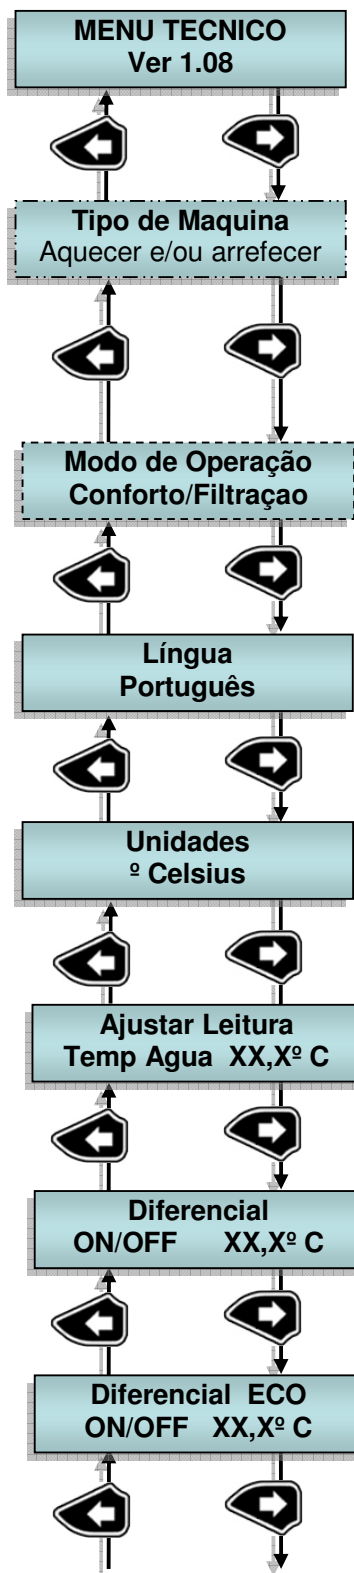 MENU TECNICO
Ver 1.08
Tipo de Maquina
Aquecer e/ou arrefecer
Modo de Operação
Conforto/Filtraçao
Língua
Português
Unidades
º Celsius
Ajustar Leitura
Temp Agua XX,Xº C
Diferencial
ON/OFF XX,Xº C
Diferencial ECO
ON/OFF XX,Xº C